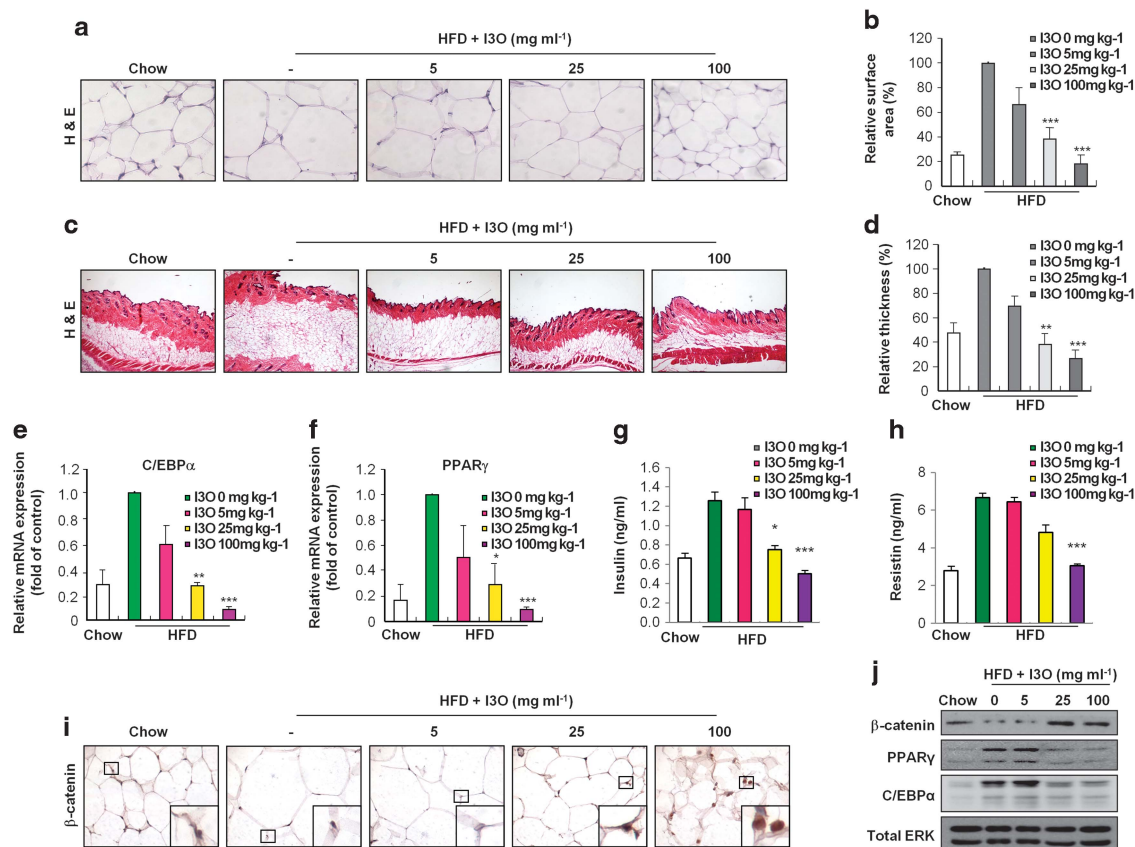 a
HFD + I3O (mg ml-1)
Chow - 5 25 100
H & E
b
Relative surface area (%)
120
100
80
60
40
20
0
I3O 0 mg kg-1
I3O 5mg kg-1
I3O 25mg kg-1
I3O 100mg kg-1
***
***
Chow HFD
c
HFD + I3O (mg ml-1)
Chow - 5 25 100
H & E
d
Relative thickness (%)
120
100
80
60
40
20
0
I3O 0 mg kg-1
I3O 5mg kg-1
I3O 25mg kg-1
I3O 100mg kg-1
**
***
Chow HFD
e
C/EBPα
Relative mRNA expression
(fold of control)
1.2
1.0
0.8
0.6
0.4
0.2
0
I3O 0 mg kg-1
I3O 5mg kg-1
I3O 25mg kg-1
I3O 100mg kg-1
**
***
Chow HFD
f
PPARγ
Relative mRNA expression
(fold of control)
1.2
1.0
0.8
0.6
0.4
0.2
0
I3O 0 mg kg-1
I3O 5mg kg-1
I3O 25mg kg-1
I3O 100mg kg-1
*
***
Chow HFD
g
Insulin (ng/ml)
1.6
1.4
1.2
1.0
0.8
0.6
0.4
0.2
0.0
I3O 0 mg kg-1
I3O 5mg kg-1
I3O 25mg kg-1
I3O 100mg kg-1
*
***
Chow HFD
h
Resistin (ng/ml)
10
8
6
4
2
0
I3O 0 mg kg-1
I3O 5mg kg-1
I3O 25mg kg-1
I3O 100mg kg-1
***
Chow HFD
i
HFD + I3O (mg ml-1)
Chow - 5 25 100
β-catenin
j
HFD + I3O (mg ml-1)
Chow 0 5 25 100
β-catenin
PPARγ
C/EBPα
Total ERK